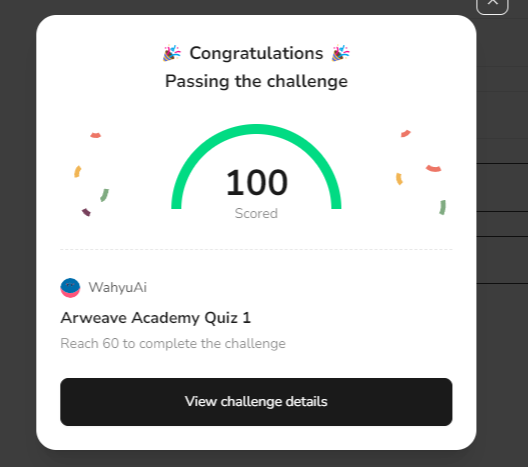 Congratulations
Passing the challenge
100
Scored
WahyuAi
Arweave Academy Quiz 1
Reach 60 to complete the challenge
View challenge details